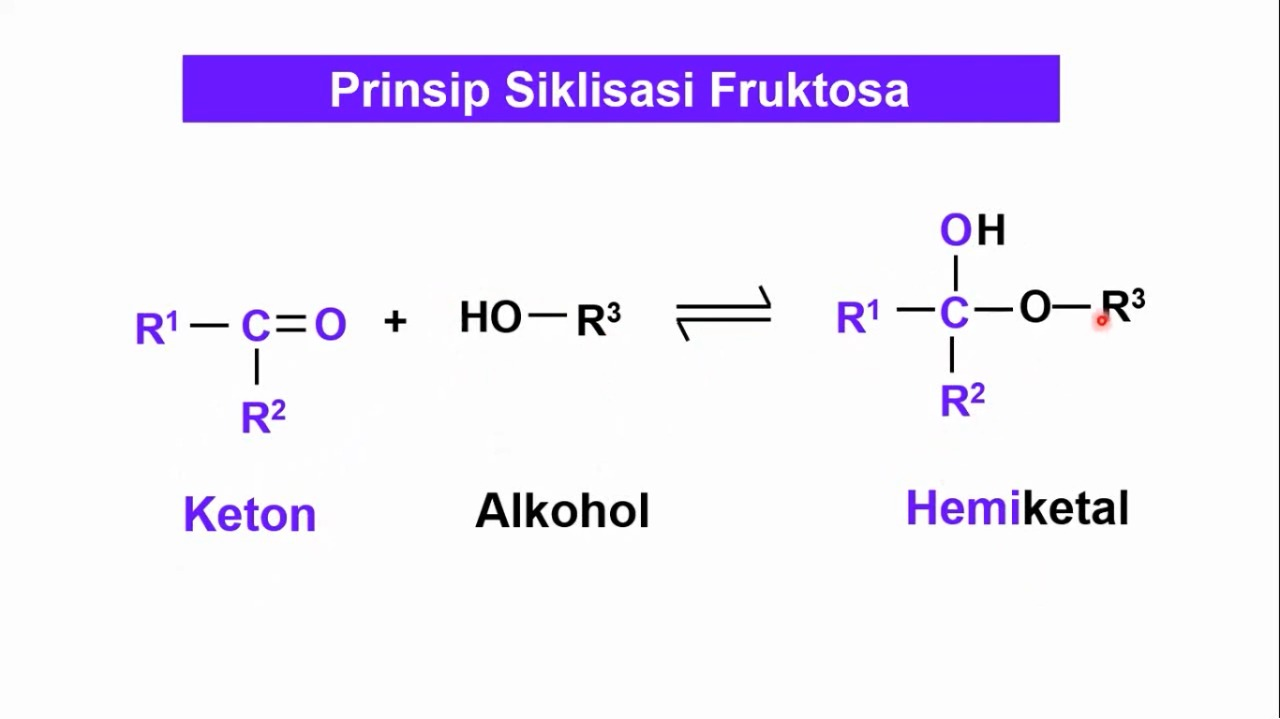 Prinsip Siklisasi Fruktosa
OH
R¹ — C = O + HO — R³ ⇌ R¹ — C — O — R³
R² R²
Keton Alkohol Hemiketal